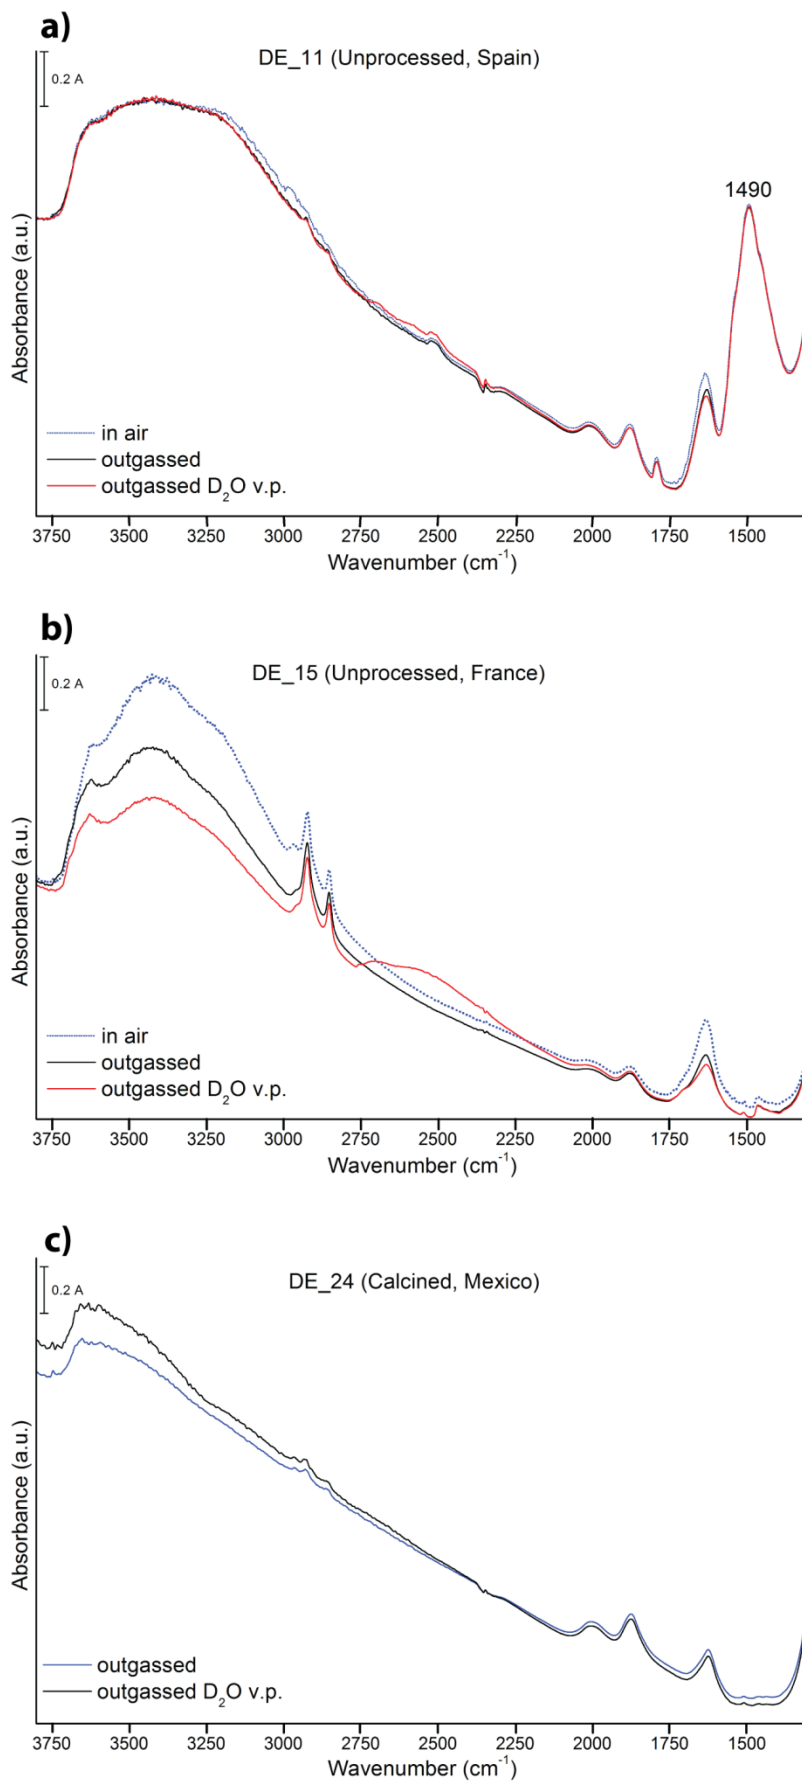 a)
DE_11 (Unprocessed, Spain)
0.2 A
1490
Absorbance (a.u.)
in air
outgassed
outgassed D₂O v.p.
3750 3500 3250 3000 2750 2500 2250 2000 1750 1500
Wavenumber (cm⁻¹)
b)
DE_15 (Unprocessed, France)
0.2 A
Absorbance (a.u.)
in air
outgassed
outgassed D₂O v.p.
3750 3500 3250 3000 2750 2500 2250 2000 1750 1500
Wavenumber (cm⁻¹)
c)
DE_24 (Calcined, Mexico)
0.2 A
Absorbance (a.u.)
outgassed
outgassed D₂O v.p.
3750 3500 3250 3000 2750 2500 2250 2000 1750 1500
Wavenumber (cm⁻¹)